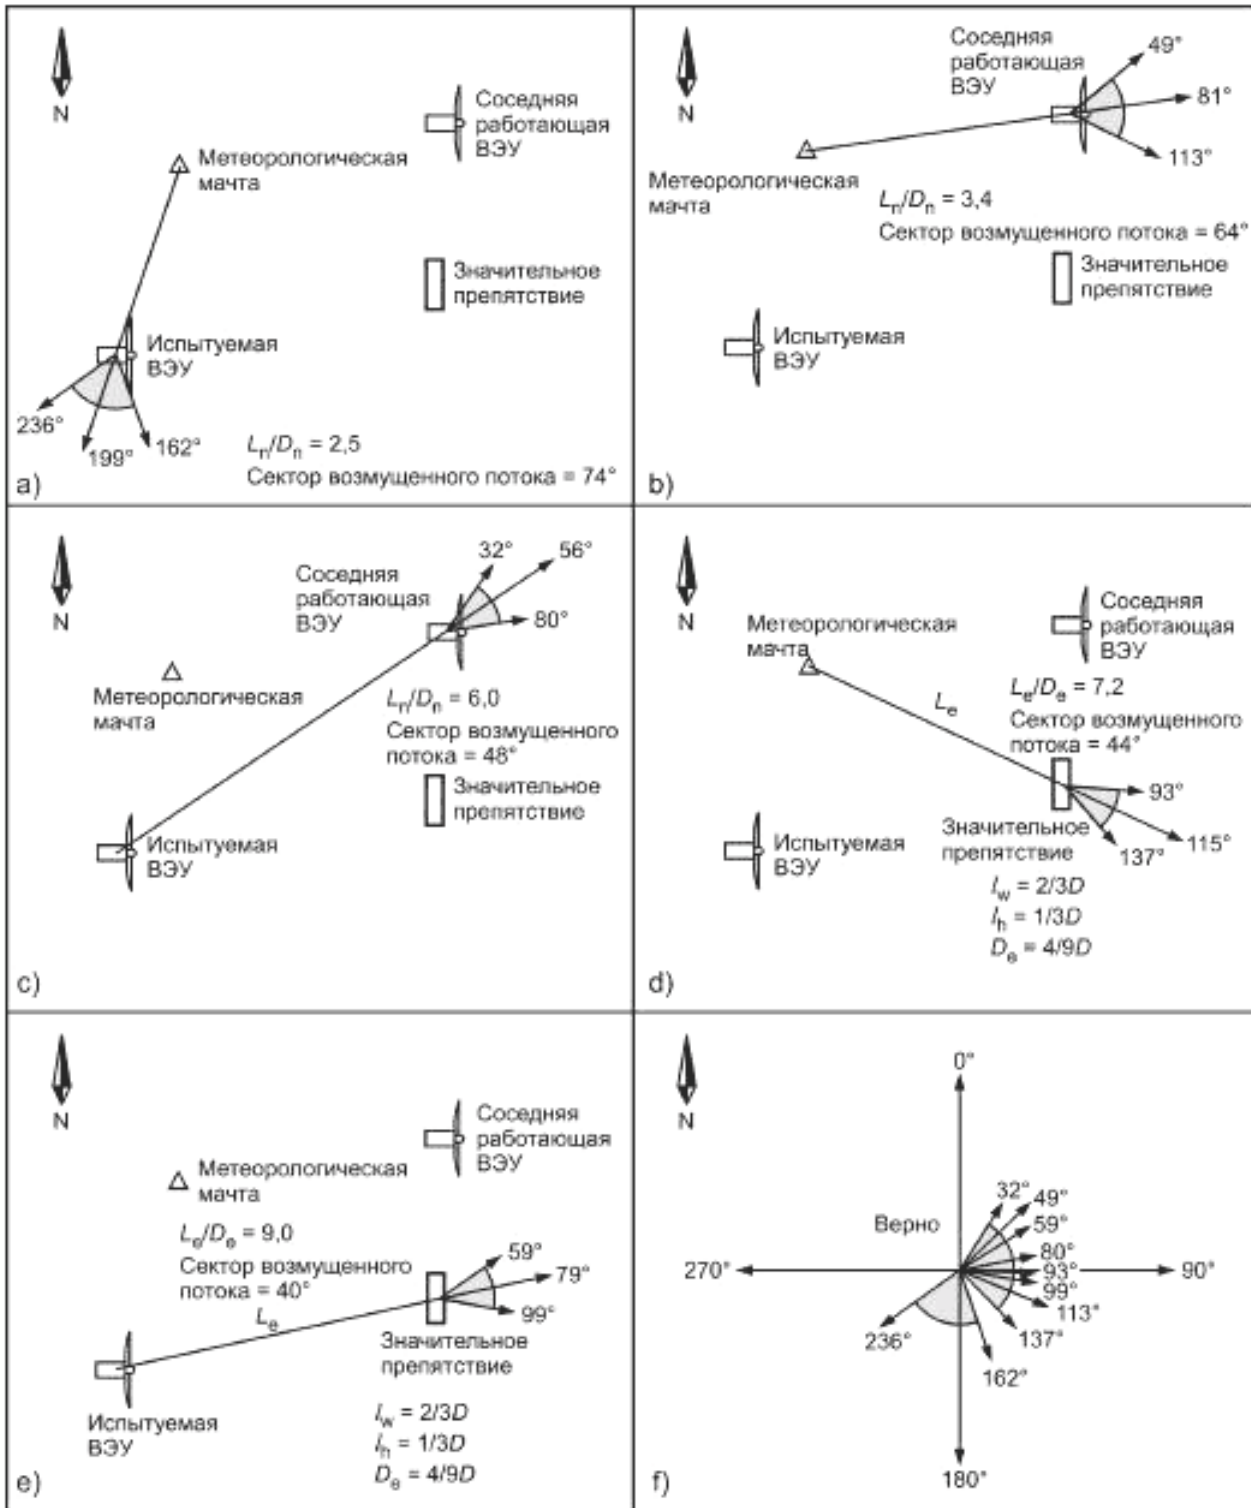 N
Соседняя
работающая
ВЭУ
Метеорологическая
мачта
Значительное
препятствие
Испытуемая
ВЭУ
236°
199°
162°
Ln/Dn = 2,5
Сектор возмущенного потока = 74°
a)
N
Соседняя
работающая
ВЭУ
49°
81°
113°
Метеорологическая
мачта
Ln/Dn = 3,4
Сектор возмущенного потока = 64°
Значительное
препятствие
Испытуемая
ВЭУ
b)
N
Соседняя
работающая
ВЭУ
32°
56°
80°
Метеорологическая
мачта
Ln/Dn = 6,0
Сектор возмущенного
потока = 48°
Значительное
препятствие
Испытуемая
ВЭУ
c)
N
Метеорологическая
мачта
Соседняя
работающая
ВЭУ
Le
Le/De = 7,2
Сектор возмущенного
потока = 44°
93°
115°
137°
Значительное
препятствие
Испытуемая
ВЭУ
lw = 2/3D
lh = 1/3D
De = 4/9D
d)
N
Соседняя
работающая
ВЭУ
Метеорологическая
мачта
Le/De = 9,0
Сектор возмущенного
потока = 40°
Le
59°
79°
99°
Значительное
препятствие
Испытуемая
ВЭУ
lw = 2/3D
lh = 1/3D
De = 4/9D
e)
N
0°
Верно
32°
49°
59°
80°
270°
93°
90°
99°
113°
236°
137°
162°
180°
f)